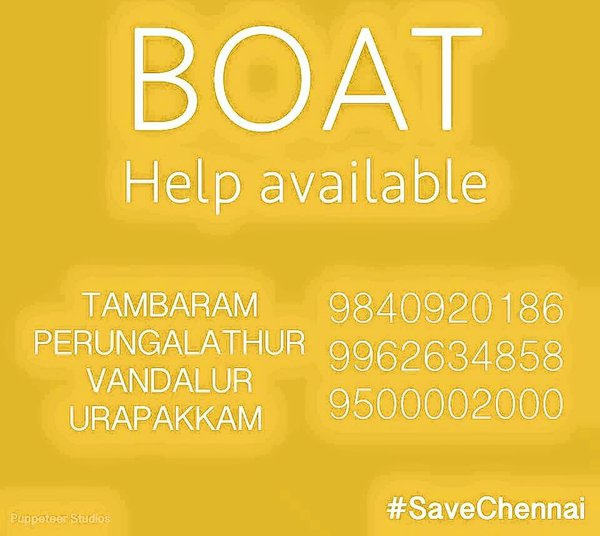 BOAT
Help available
TAMBARAM
PERUNGALATHUR
VANDALUR
URAPAKKAM
9840920186
9962634858
9500002000
#SaveChennai
Puppeteer Studios